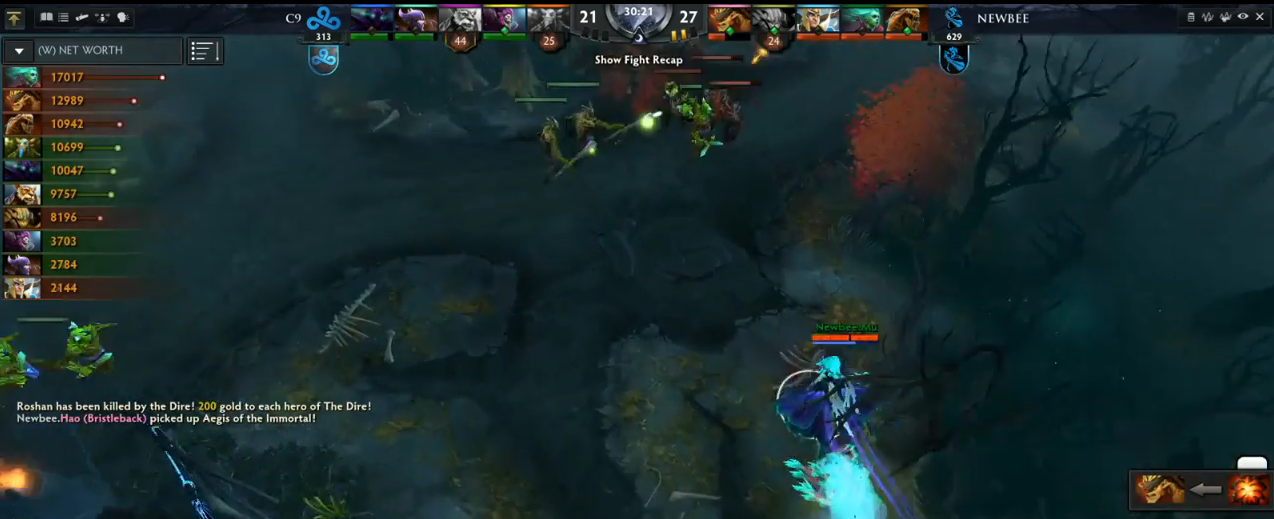 C9
313
44
25
21
30:21
27
24
629
NEWBEE
(W) NET WORTH
Show Fight Recap
17017
12989
10942
10699
10047
9757
8196
3703
2784
2144
Newbee.Mu
Roshan has been killed by the Dire! 200 gold to each hero of The Dire!
Newbee.Hao (Bristleback) picked up Aegis of the Immortal!